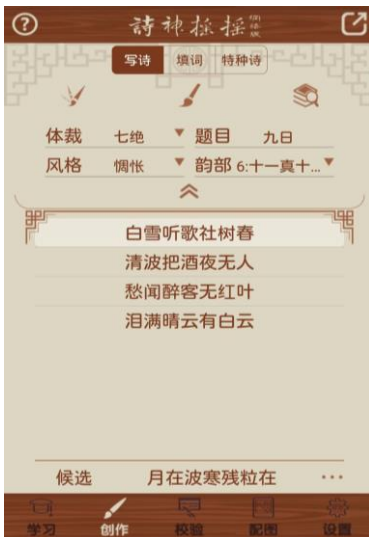 詩神摇摇
写诗 填词 特种诗
体裁 七绝 题目 九日
风格 惆怅 韵部 6:十一真十...
白雪听歌社树春
清波把酒夜无人
愁闻醉客无红叶
泪满晴云有白云
候选 月在波寒残粒在 ...
学习 创作 校验 配图 设置